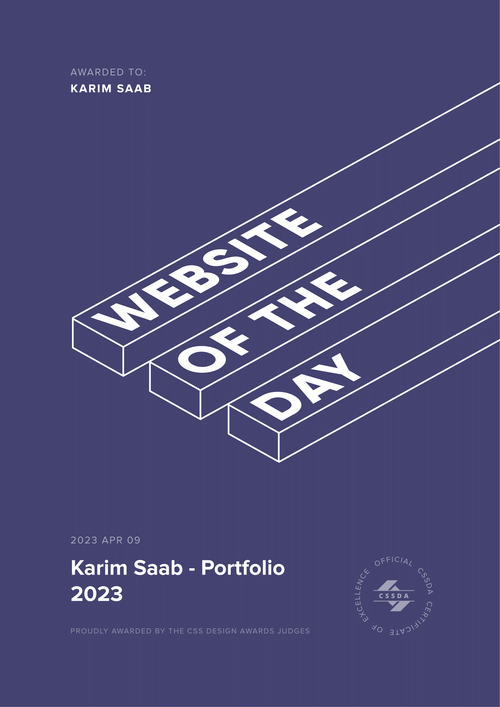 AWARDED TO:
KARIM SAAB
WEBSITE
OF THE
DAY
2023 APR 09
Karim Saab - Portfolio
2023
PROUDLY AWARDED BY THE CSS DESIGN AWARDS JUDGES
OFFICIAL CSSDA CERTIFICATE OF EXCELLENCE
CSSDA